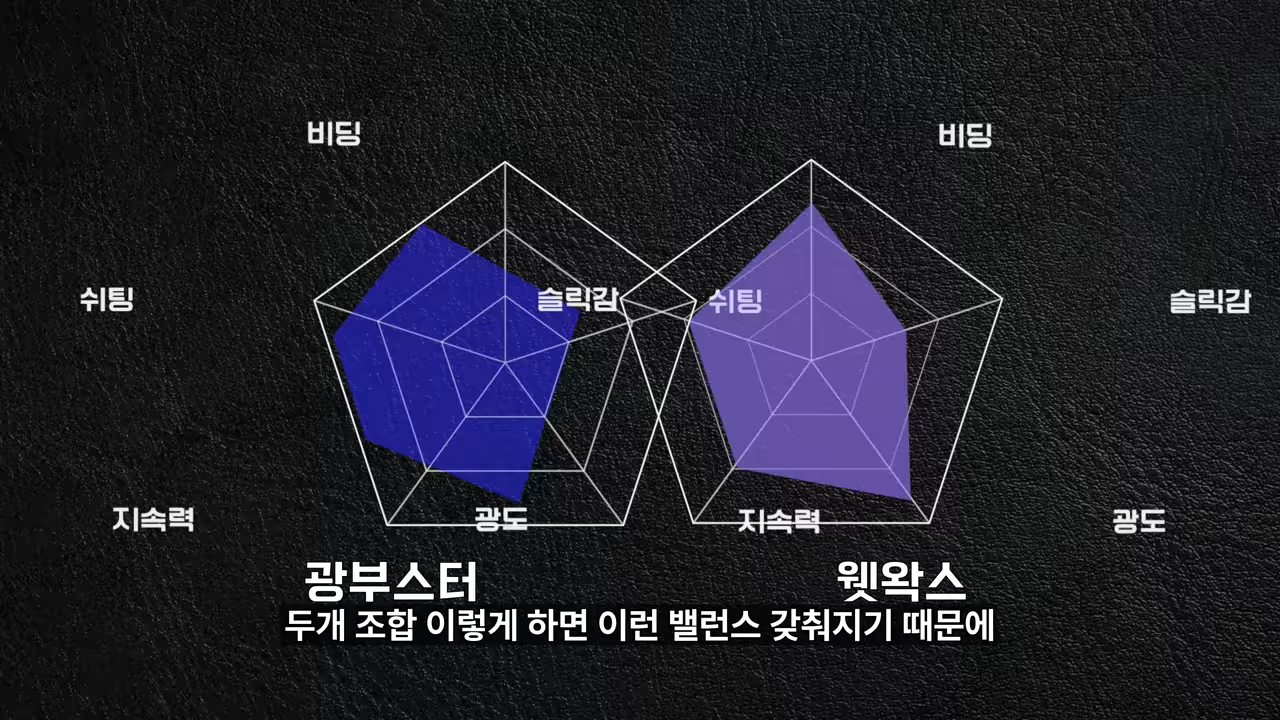 비딩
비딩
쉬팅
슬릭감
쉬팅
슬릭감
지속력
광도
지속력
광도
광부스터
웻왁스
두개 조합 이렇게 하면 이런 밸런스 갖춰지기 때문에